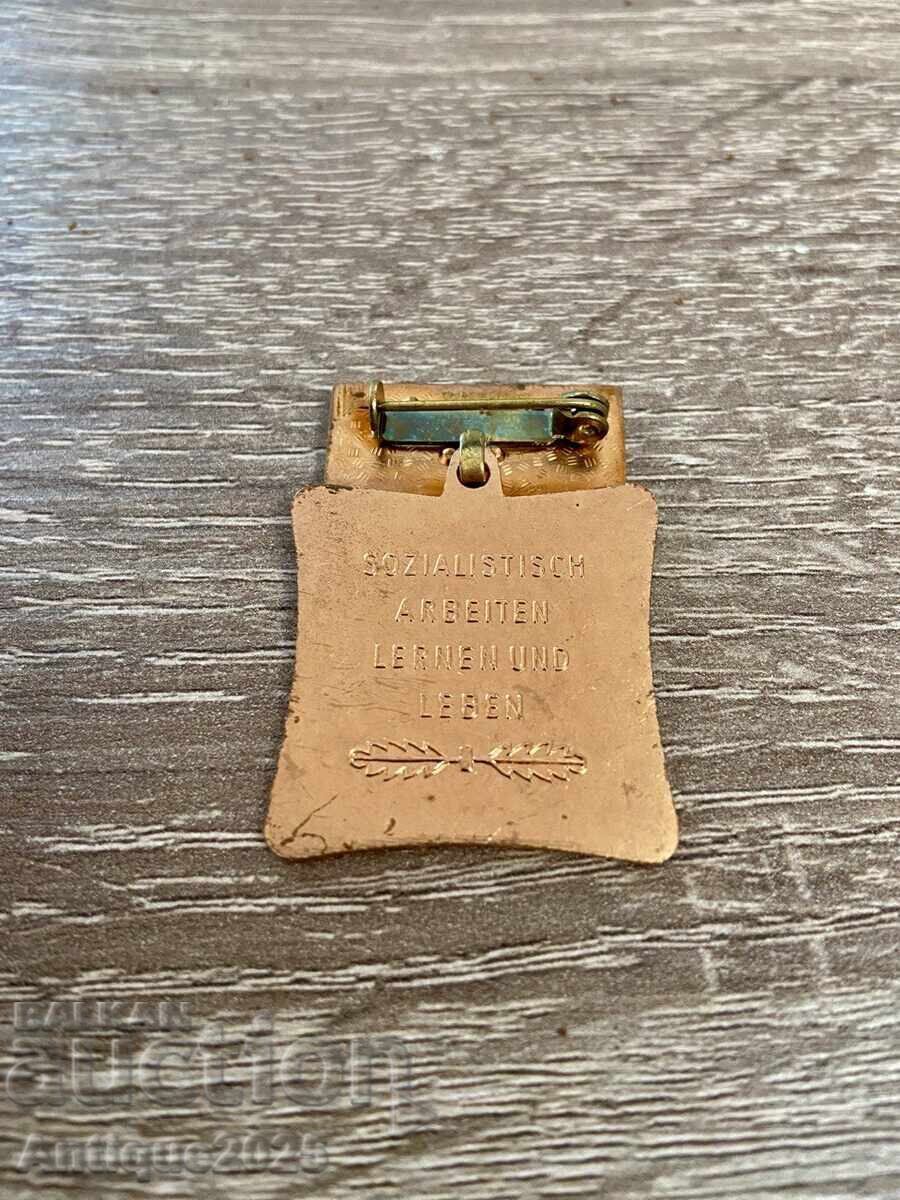 SOZIALISTISCH
ARBEITEN
LERNEN UND
LEBEN
BALKAN
auction
Antique2025